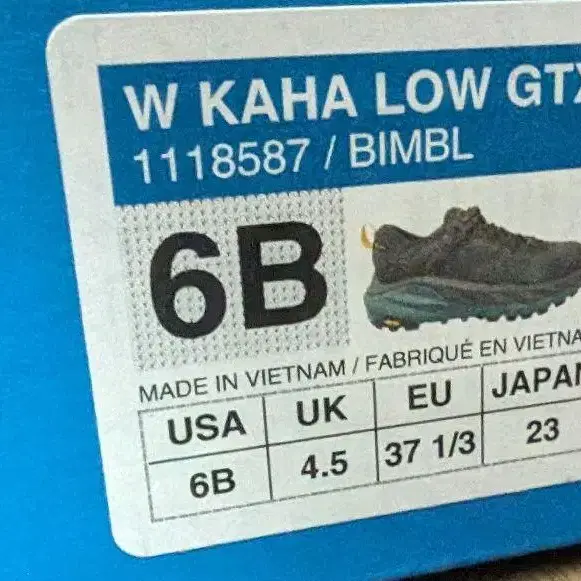 W KAHA LOW GTX
1118587 / BIMBL
6B
MADE IN VIETNAM / FABRIQUÉ EN VIETNA
USA UK EU JAPAN
6B 4.5 37 1/3 23